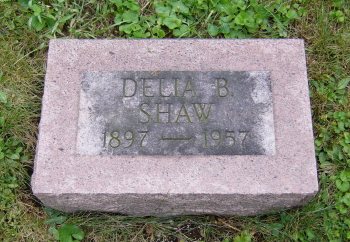 DELIA B.
SHAW
1897 — 1957